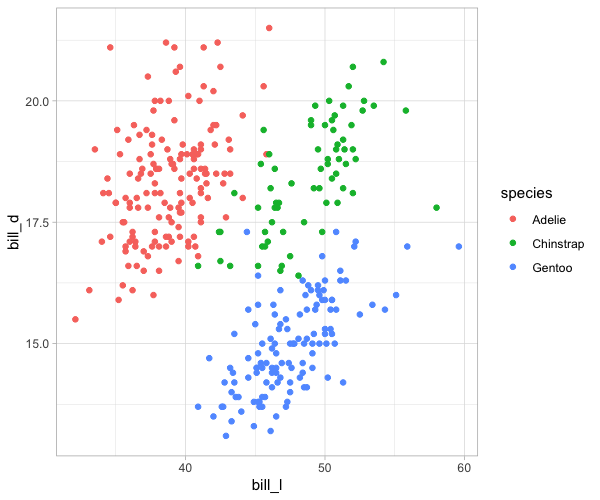 20.0
17.5
15.0
bill_d
40
50
60
bill_l
species
Adelie
Chinstrap
Gentoo